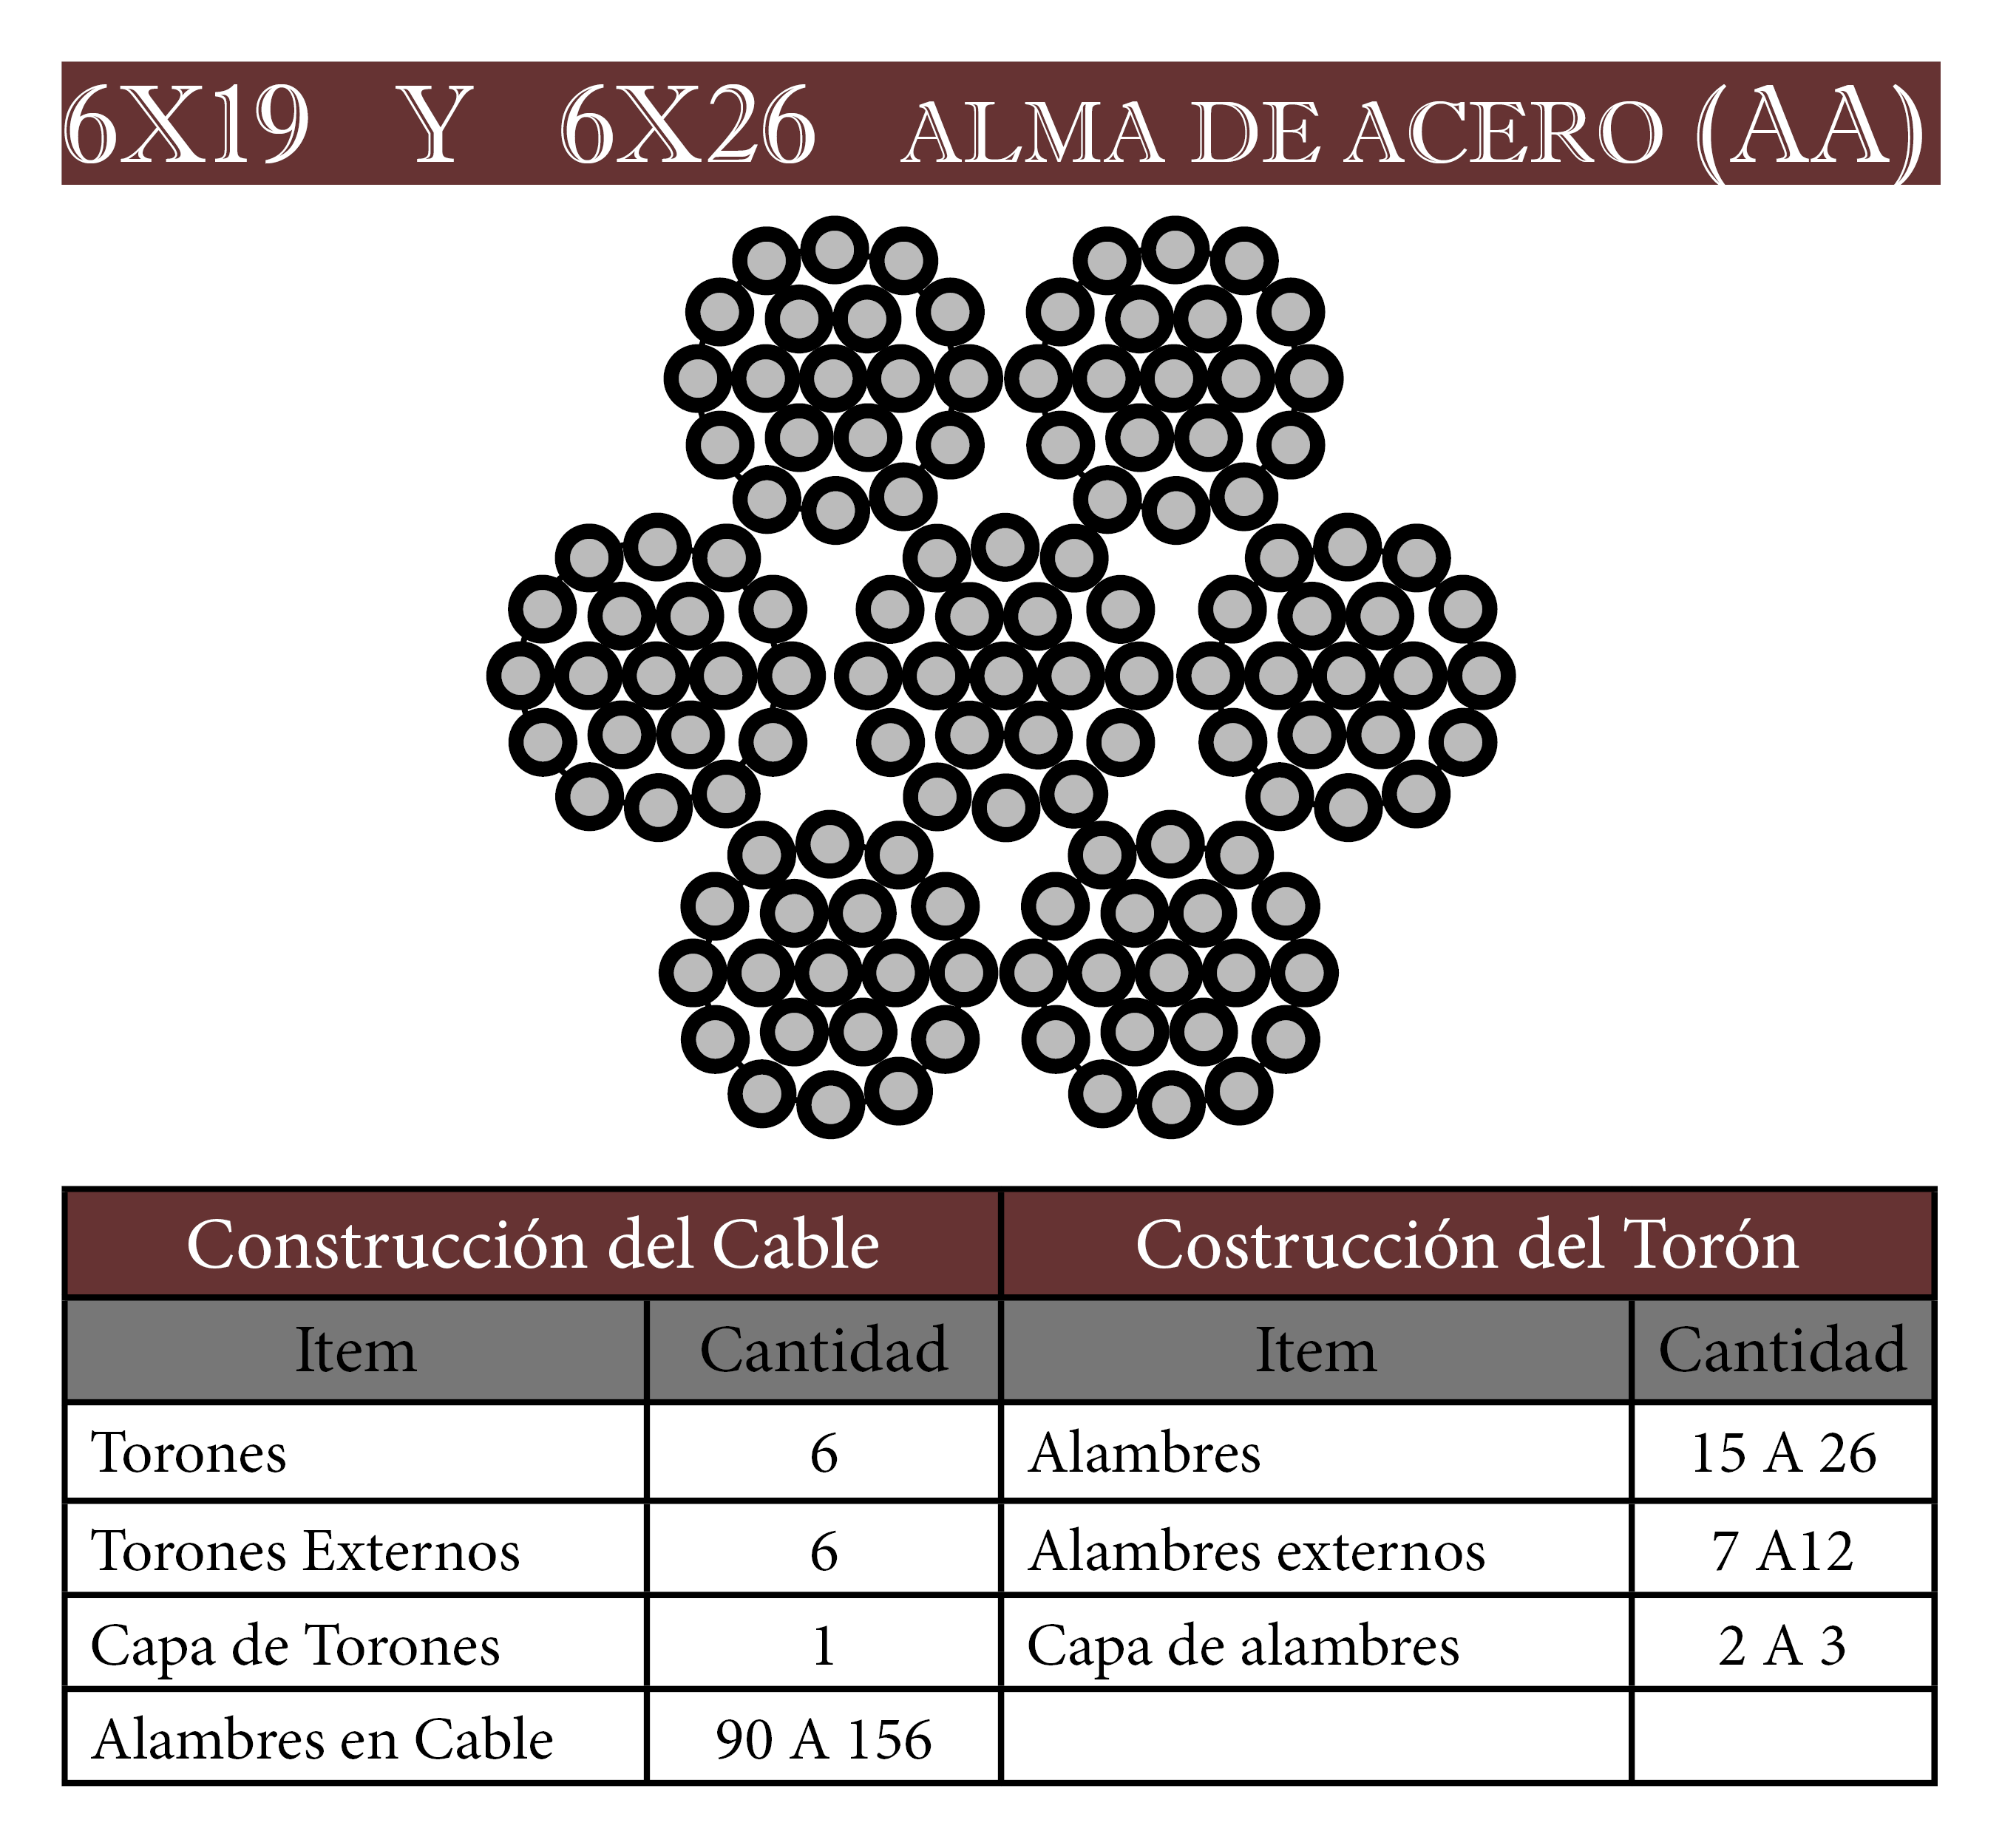 6X19 Y 6X26 ALMA DE ACERO (AA)
Construcción del Cable Costrucción del Torón
Item Cantidad Item Cantidad
Torones 6 Alambres 15 A 26
Torones Externos 6 Alambres externos 7 A12
Capa de Torones 1 Capa de alambres 2 A 3
Alambres en Cable 90 A 156